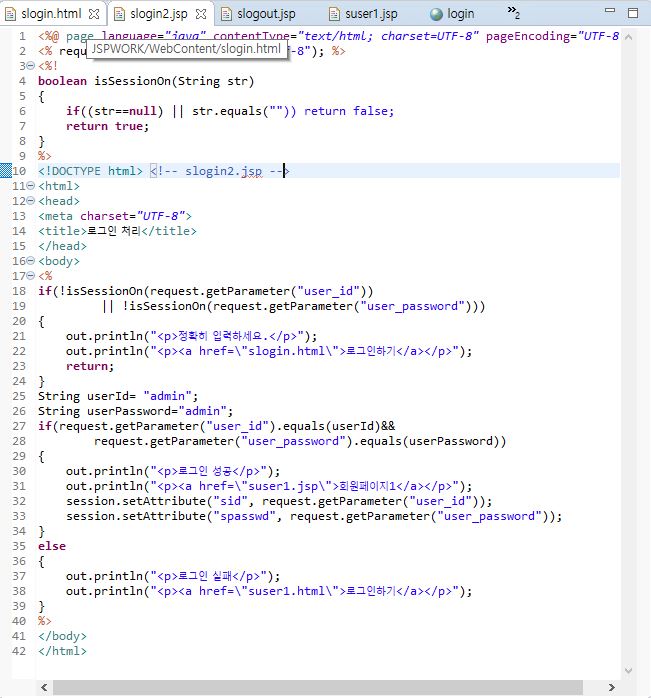 slogin.html slogin2.jsp slogout.jsp suser1.jsp login »2
1 <%@ page language="java" contentType="text/html; charset=UTF-8" pageEncoding="UTF-8
JSPWORK/WebContent/slogin.html
2 <% requ -8"); %>
3 <%!
4 boolean isSessionOn(String str)
5 {
6 if((str==null) || str.equals("")) return false;
7 return true;
8 }
9 %>
10 <!DOCTYPE html> <!-- slogin2.jsp -->
11 <html>
12 <head>
13 <meta charset="UTF-8">
14 <title>로그인 처리</title>
15 </head>
16 <body>
17 <%
18 if(!isSessionOn(request.getParameter("user_id"))
19 || !isSessionOn(request.getParameter("user_password")))
20 {
21 out.println("<p>정확히 입력하세요.</p>");
22 out.println("<p><a href=\"slogin.html\">로그인하기</a></p>");
23 return;
24 }
25 String userId= "admin";
26 String userPassword="admin";
27 if(request.getParameter("user_id").equals(userId)&&
28 request.getParameter("user_password").equals(userPassword))
29 {
30 out.println("<p>로그인 성공</p>");
31 out.println("<p><a href=\"suser1.jsp\">회원페이지1</a></p>");
32 session.setAttribute("sid", request.getParameter("user_id"));
33 session.setAttribute("spasswd", request.getParameter("user_password"));
34 }
35 else
36 {
37 out.println("<p>로그인 실패</p>");
38 out.println("<p><a href=\"suser1.html\">로그인하기</a></p>");
39 }
40 %>
41 </body>
42 </html>